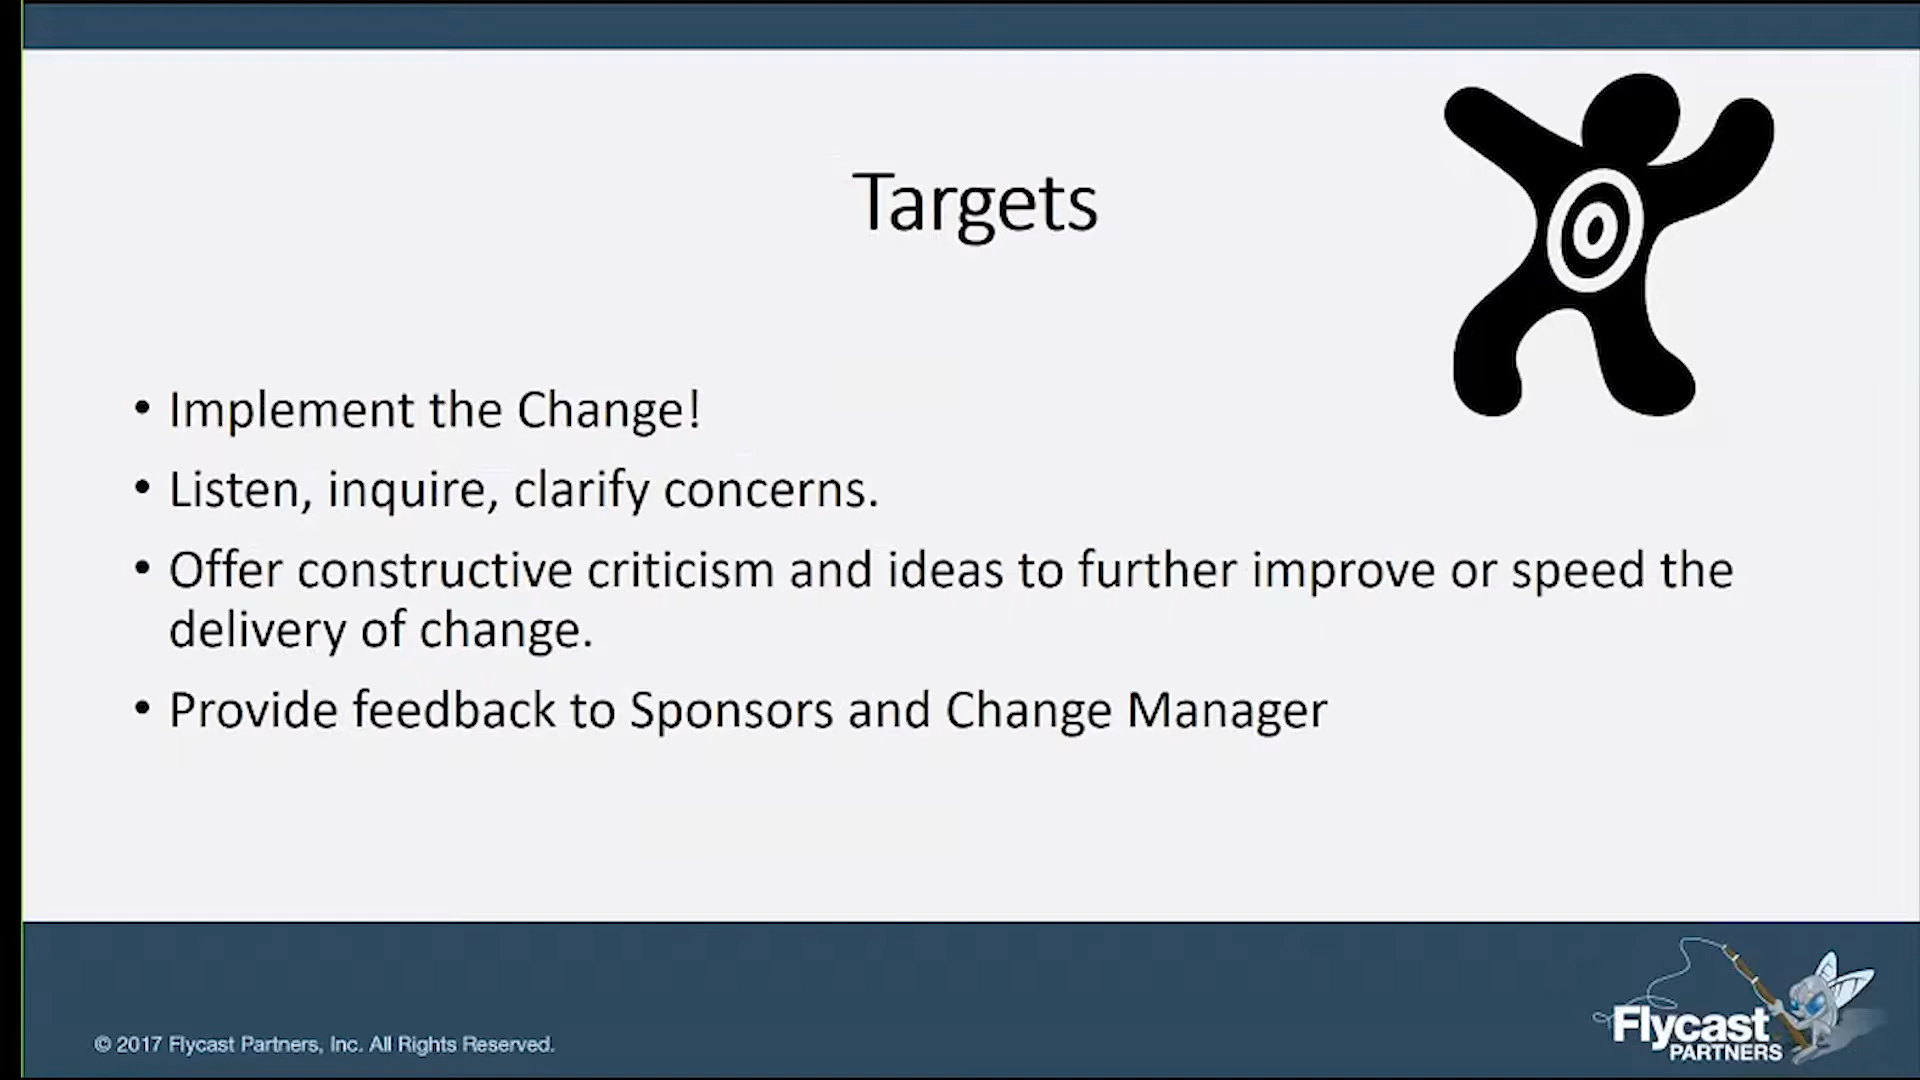 Targets
• Implement the Change!
• Listen, inquire, clarify concerns.
• Offer constructive criticism and ideas to further improve or speed the
delivery of change.
• Provide feedback to Sponsors and Change Manager
© 2017 Flycast Partners, Inc. All Rights Reserved.
Flycast
PARTNERS